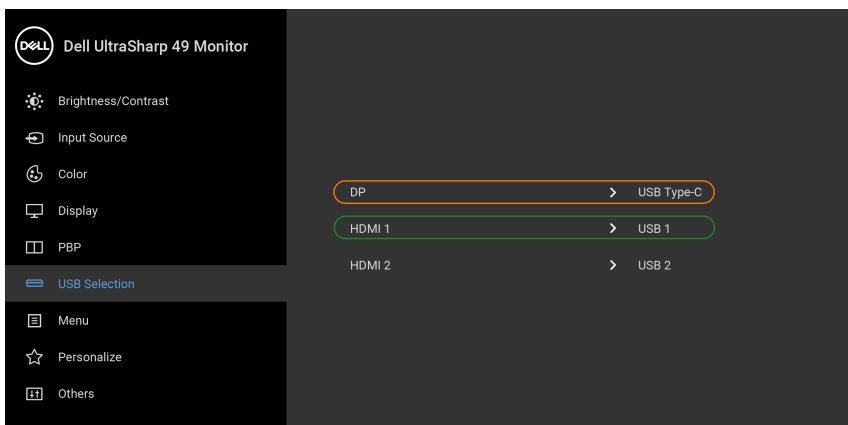 DELL Dell UltraSharp 49 Monitor
Brightness/Contrast
Input Source
Color
Display
PBP
USB Selection
Menu
Personalize
Others
DP > USB Type-C
HDMI 1 > USB 1
HDMI 2 > USB 2